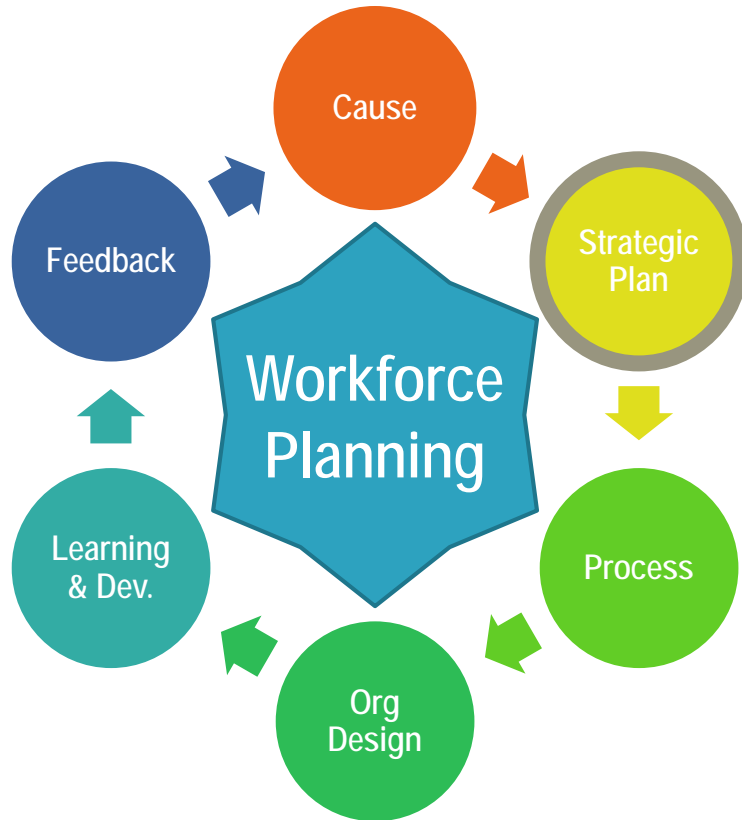 Cause
Strategic
Plan
Process
Org
Design
Learning
& Dev.
Feedback
Workforce
Planning